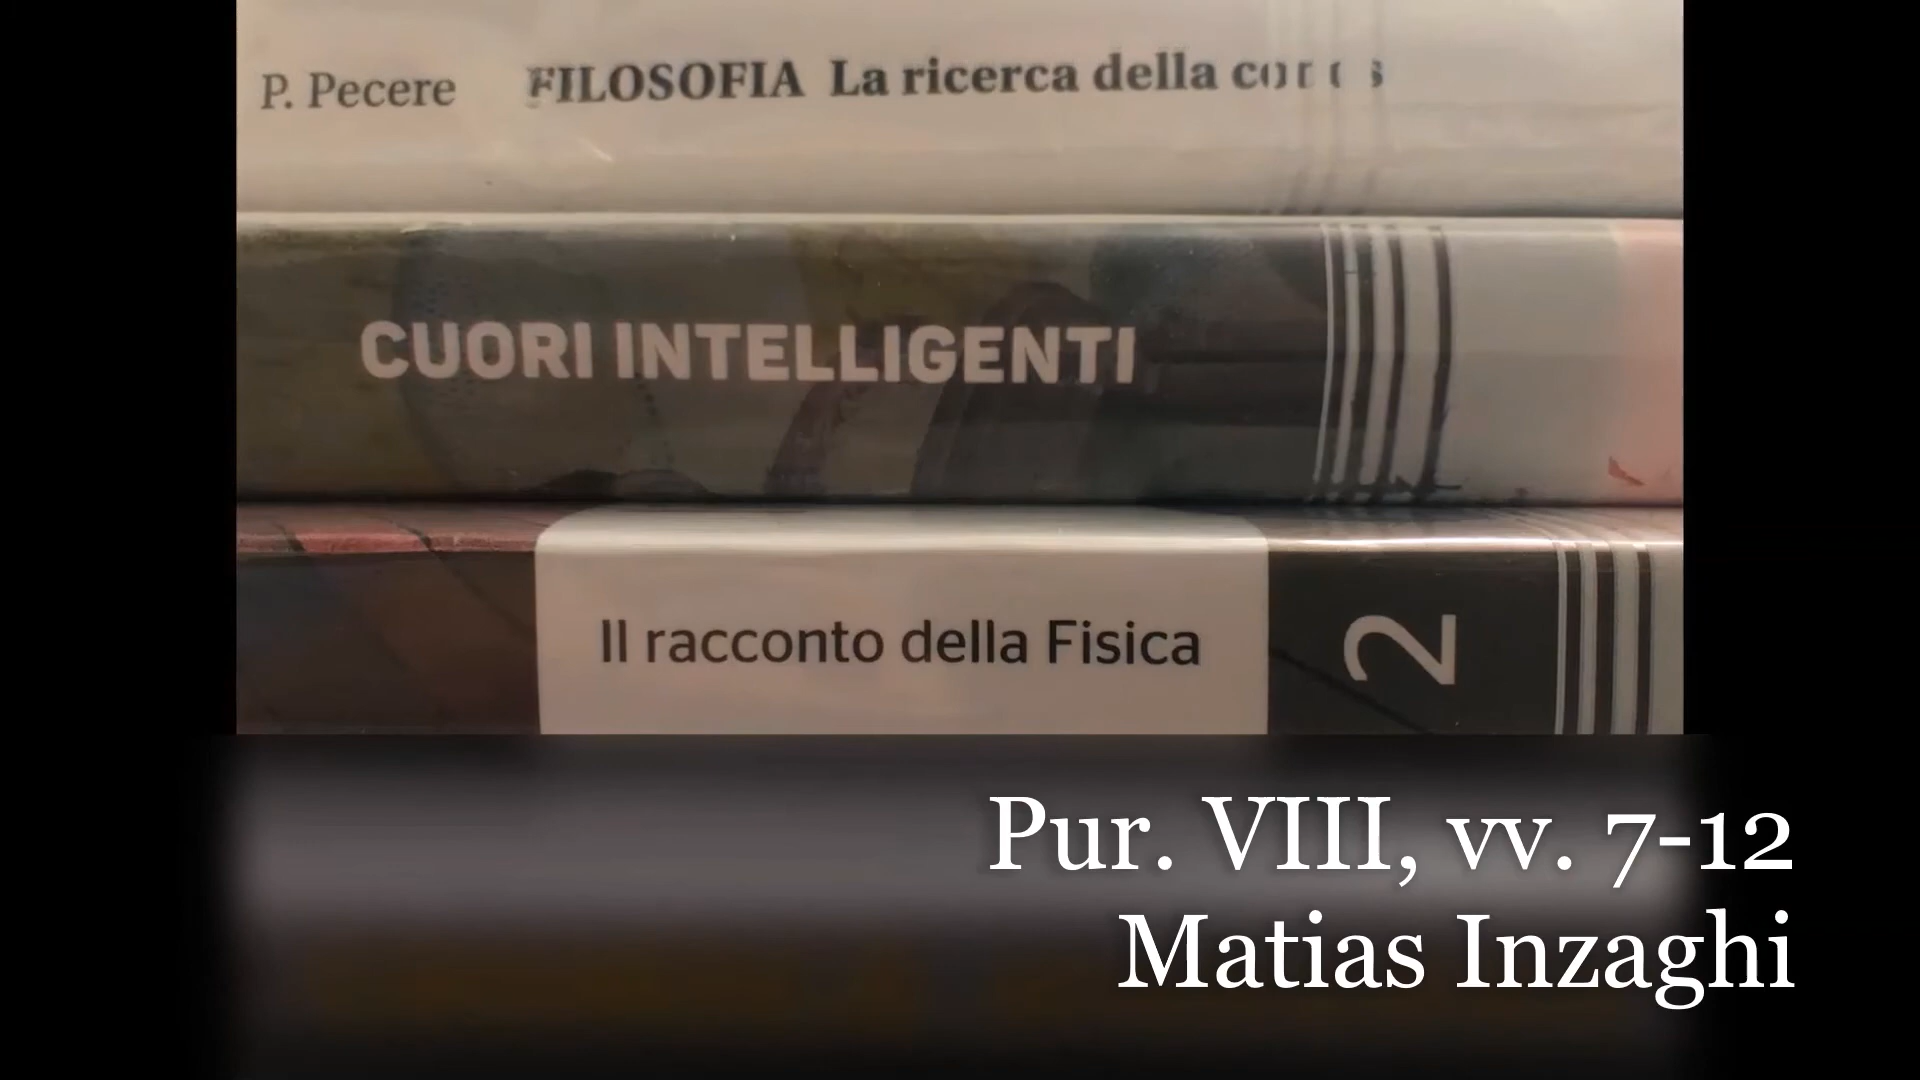 P. Pecere FILOSOFIA La ricerca della
CUORI INTELLIGENTI
Il racconto della Fisica 2
Pur. VIII, vv. 7-12
Matias Inzaghi